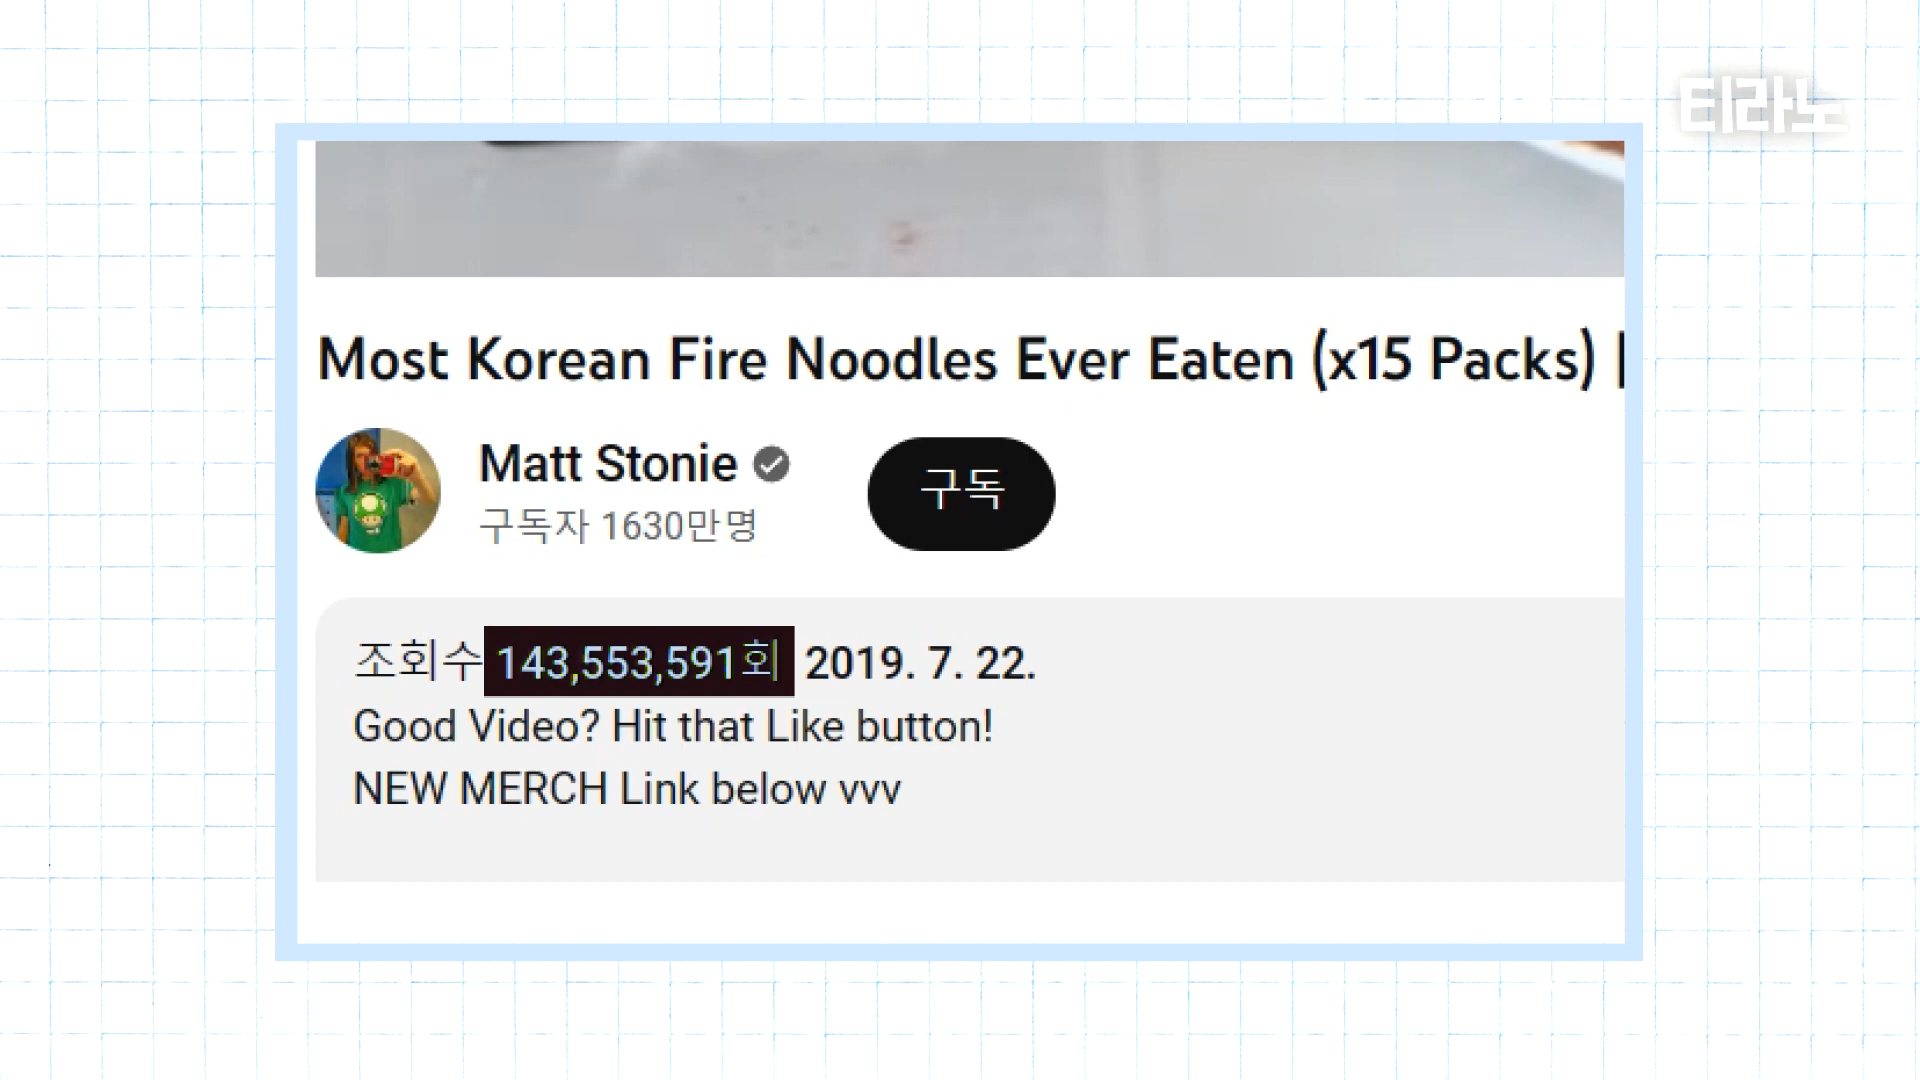 티라노
Most Korean Fire Noodles Ever Eaten (x15 Packs) |
Matt Stonie
구독자 1630만명
구독
조회수 143,553,591회 2019. 7. 22.
Good Video? Hit that Like button!
NEW MERCH Link below vvv